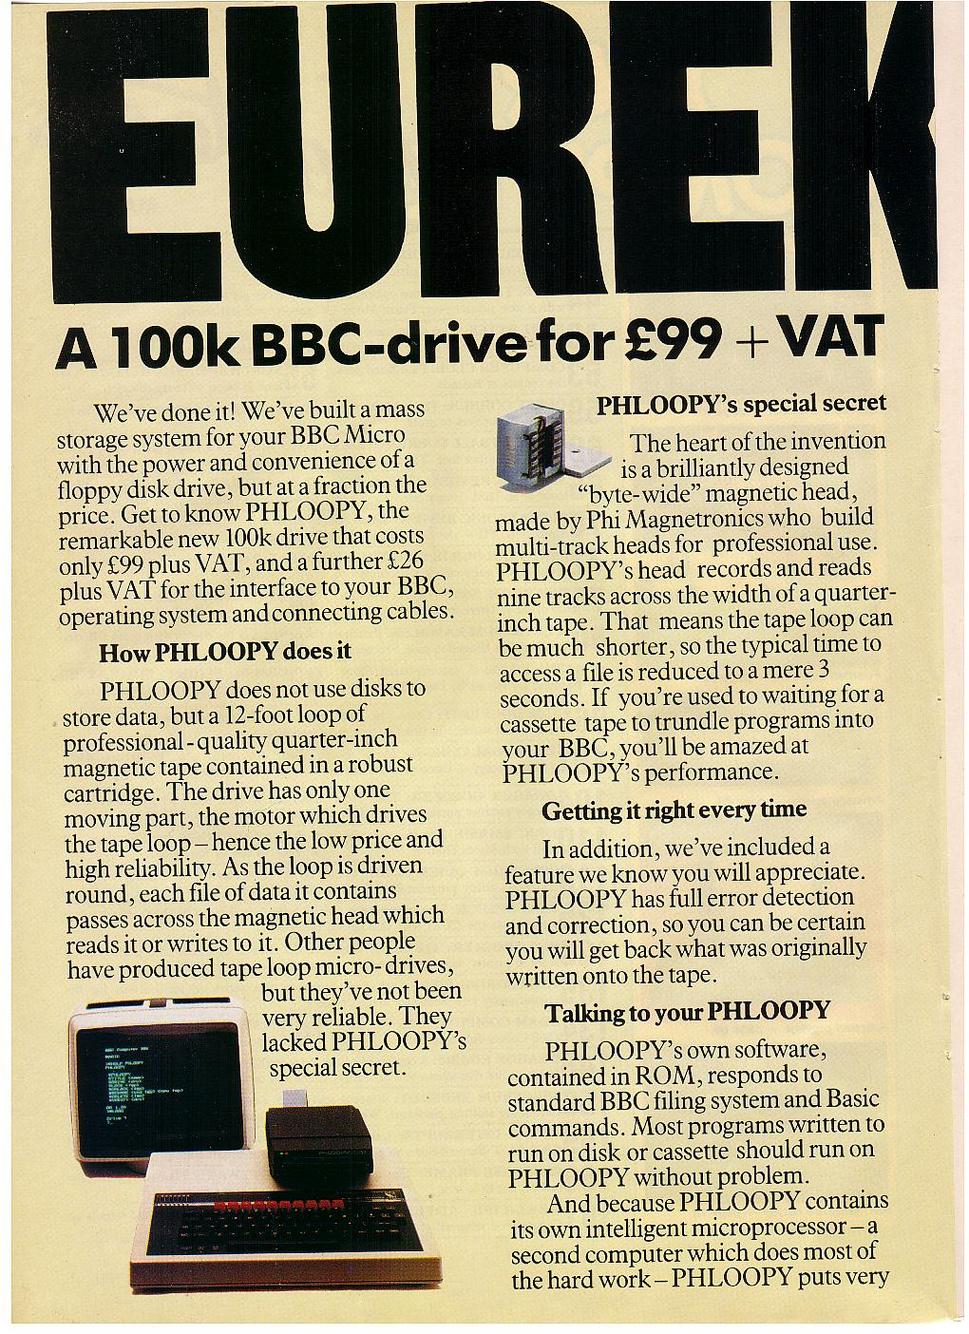 EUREK
A 100k BBC-drive for £99 + VAT
We've done it! We've built a mass
storage system for your BBC Micro
with the power and convenience of a
floppy disk drive, but at a fraction the
price. Get to know PHLOOPY, the
remarkable new 100k drive that costs
only £99 plus VAT, and a further £26
plus VAT for the interface to your BBC,
operating system and connecting cables.
How PHLOOPY does it
PHLOOPY does not use disks to
store data, but a 12-foot loop of
professional-quality quarter-inch
magnetic tape contained in a robust
cartridge. The drive has only one
moving part, the motor which drives
the tape loop – hence the low price and
high reliability. As the loop is driven
round, each file of data it contains
passes across the magnetic head which
reads it or writes to it. Other people
have produced tape loop micro-drives,
but they've not been
very reliable. They
lacked PHLOOPY's
special secret.
PHLOOPY's special secret
The heart of the invention
is a brilliantly designed
“byte-wide” magnetic head,
made by Phi Magnetronics who build
multi-track heads for professional use.
PHLOOPY's head records and reads
nine tracks across the width of a quarter-
inch tape. That means the tape loop can
be much shorter, so the typical time to
access a file is reduced to a mere 3
seconds. If you're used to waiting for a
cassette tape to trundle programs into
your BBC, you'll be amazed at
PHLOOPY's performance.
Getting it right every time
In addition, we've included a
feature we know you will appreciate.
PHLOOPY has full error detection
and correction, so you can be certain
you will get back what was originally
written onto the tape.
Talking to your PHLOOPY
PHLOOPY's own software,
contained in ROM, responds to
standard BBC filing system and Basic
commands. Most programs written to
run on disk or cassette should run on
PHLOOPY without problem.
And because PHLOOPY contains
its own intelligent microprocessor – a
second computer which does most of
the hard work – PHLOOPY puts very